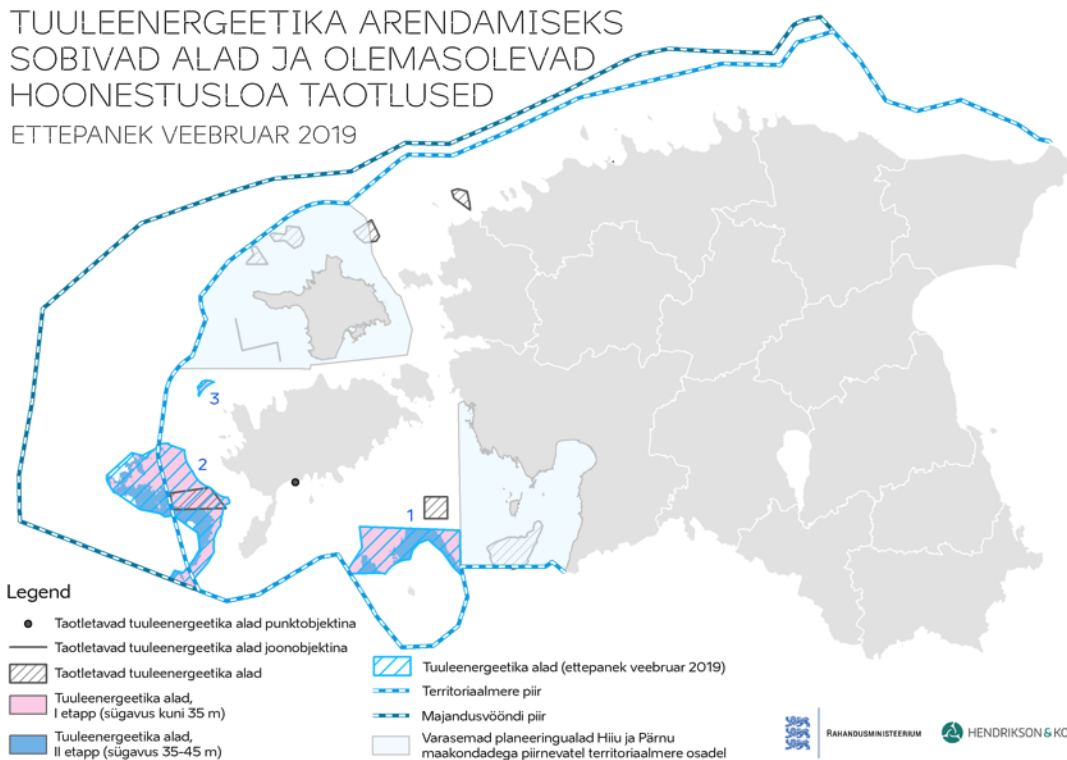 TUULEENERGEETIKA ARENDAMISEKS
SOBIVAD ALAD JA OLEMASOLEVAD
HOONESTUSLOA TAOTLUSED
ETTEPANEK VEEBRUAR 2019
3
2
1
Legend
Taotletavad tuuleenergeetika alad punktobjektina
Taotletavad tuuleenergeetika alad joonobjektina
Taotletavad tuuleenergeetika alad
Tuuleenergeetika alad,
I etapp (sügavus kuni 35 m)
Tuuleenergeetika alad,
II etapp (sügavus 35-45 m)
Tuuleenergeetika alad (ettepanek veebruar 2019)
Territoriaalmere piir
Majandusvööndi piir
Varasemad planeeringualad Hiiu ja Pärnu
maakondadega piirnevatel territoriaalmere osadel
RAHANDUSMINISTEERIUM
HENDRIKSON & KO